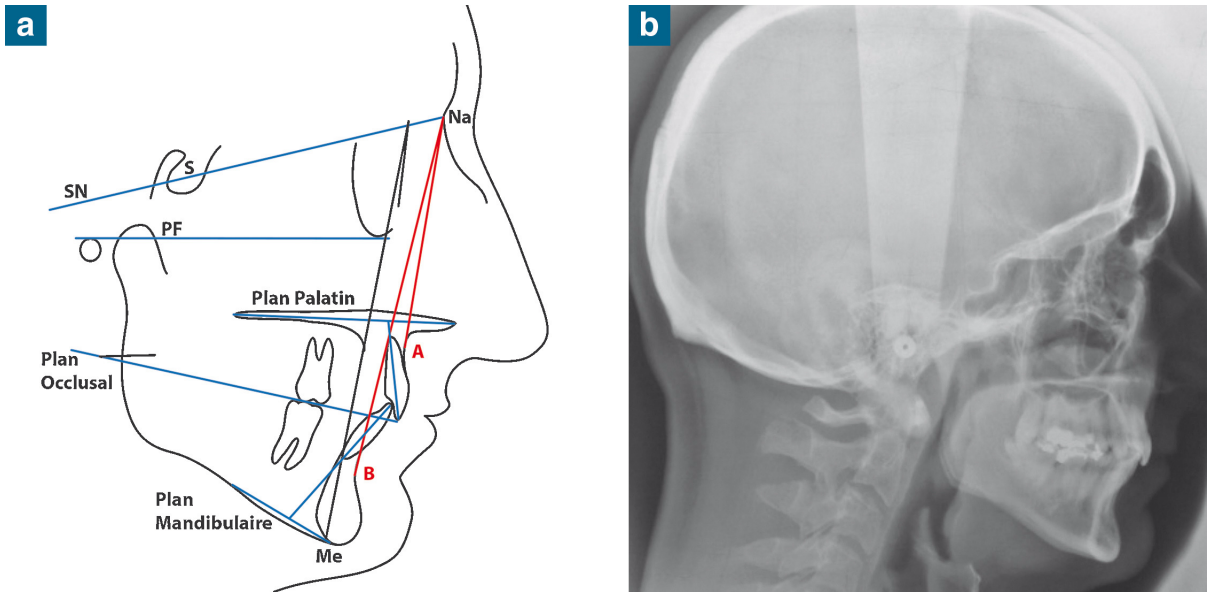 a
b
Na
S
SN
PF
Plan Palatin
A
Plan
Occlusal
B
Plan
Mandibulaire
Me